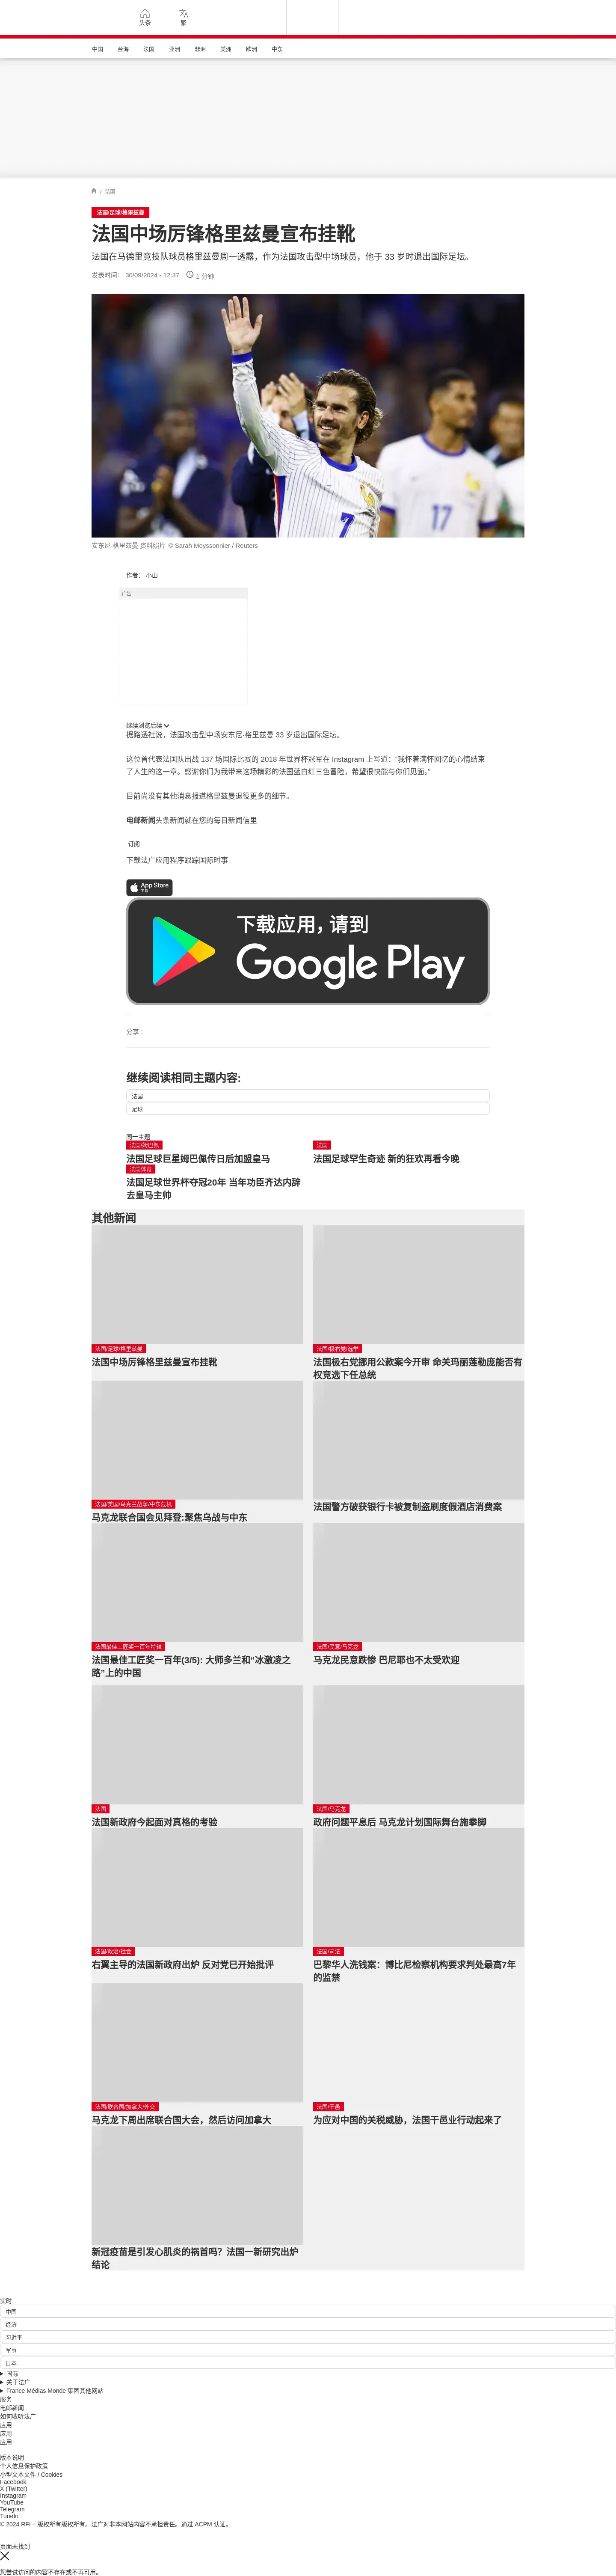 头条
繁
中国
台海
法国
亚洲
非洲
美洲
欧洲
中东
/ 法国
法国/足球/格里兹曼
法国中场厉锋格里兹曼宣布挂靴
法国在马德里竞技队球员格里兹曼周一透露，作为法国攻击型中场球员，他于 33 岁时退出国际足坛。
发表时间： 30/09/2024 - 12:37
1 分钟
安东尼·格里兹曼 资料照片 © Sarah Meyssonnier / Reuters
作者： 小山
广告
继续浏览后续
据路透社说，法国攻击型中场安东尼·格里兹曼 33 岁退出国际足坛。
这位曾代表法国队出战 137 场国际比赛的 2018 年世界杯冠军在 Instagram 上写道："我怀着满怀回忆的心情结束
了人生的这一章。感谢你们为我带来这场精彩的法国蓝白红三色冒险，希望很快能与你们见面。"
目前尚没有其他消息报道格里兹曼退役更多的细节。
电邮新闻头条新闻就在您的每日新闻信里
订阅
下载法广应用程序跟踪国际时事
App Store
下载
下载应用，请到
Google Play
分享 :
继续阅读相同主题内容:
法国
足球
同一主题
法国/姆巴佩
法国足球巨星姆巴佩传日后加盟皇马
法国
法国足球罕生奇迹 新的狂欢再看今晚
法国体育
法国足球世界杯夺冠20年 当年功臣齐达内辞
去皇马主帅
其他新闻
法国/足球/格里兹曼
法国中场厉锋格里兹曼宣布挂靴
法国/极右党/选举
法国极右党挪用公款案今开审 命关玛丽莲勒庞能否有
权竞选下任总统
法国/美国/乌克兰战争/中东危机
马克龙联合国会见拜登:聚焦乌战与中东
法国警方破获银行卡被复制盗刷度假酒店消费案
法国最佳工匠奖一百年特辑
法国最佳工匠奖一百年(3/5): 大师多兰和“冰激凌之
路”上的中国
法国/民意/马克龙
马克龙民意跌惨 巴尼耶也不太受欢迎
法国
法国新政府今起面对真格的考验
法国/马克龙
政府问题平息后 马克龙计划国际舞台施拳脚
法国/政治/社会
右翼主导的法国新政府出炉 反对党已开始批评
法国/司法
巴黎华人洗钱案：博比尼检察机构要求判处最高7年
的监禁
法国/联合国/加拿大/外交
马克龙下周出席联合国大会，然后访问加拿大
法国/干邑
为应对中国的关税威胁，法国干邑业行动起来了
新冠疫苗是引发心肌炎的祸首吗？法国一新研究出炉
结论
实时
中国
经济
习近平
军事
日本
国际
关于法广
France Médias Monde 集团其他网站
服务
电邮新闻
如何收听法广
应用
应用
应用
版本说明
个人信息保护政策
小型文本文件 / Cookies
Facebook
X (Twitter)
Instagram
YouTube
Telegram
TuneIn
© 2024 RFI – 版权所有版权所有。法广对非本网站内容不承担责任。通过 ACPM 认证。
页面未找到
您尝试访问的内容不存在或不再可用。